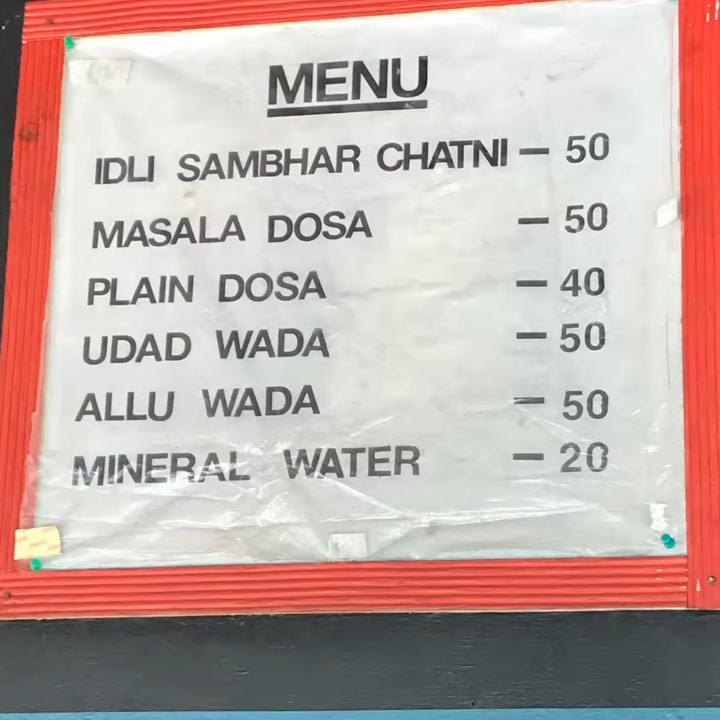 MENU
IDLI SAMBHAR CHATNI — 50
MASALA DOSA — 50
PLAIN DOSA — 40
UDAD WADA — 50
ALLU WADA — 50
MINERAL WATER — 20